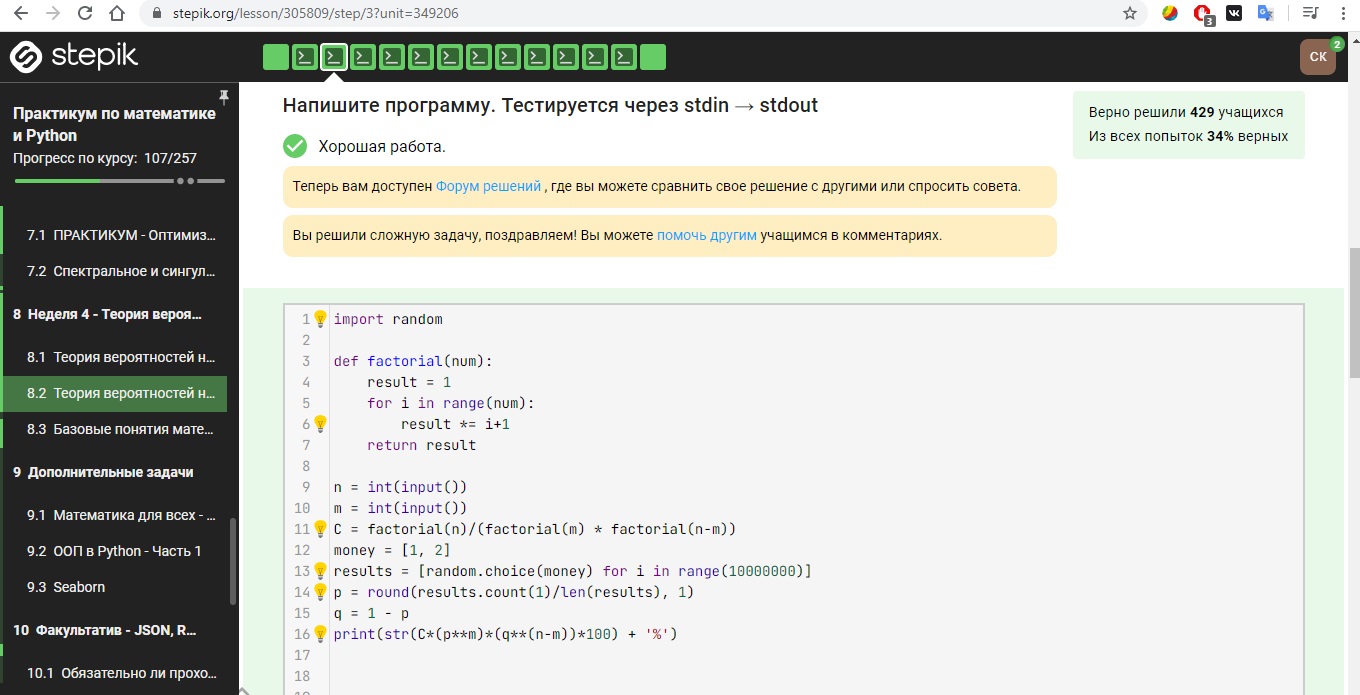 stepik.org/lesson/305809/step/3?unit=349206
3
stepik
СК
2
Практикум по математике
и Python
Прогресс по курсу: 107/257
7.1 ПРАКТИКУМ - Оптимиз...
7.2 Спектральное и сингул...
8 Неделя 4 - Теория вероя...
8.1 Теория вероятностей н...
8.2 Теория вероятностей н...
8.3 Базовые понятия мате...
9 Дополнительные задачи
9.1 Математика для всех - ...
9.2 ООП в Python - Часть 1
9.3 Seaborn
10 Факультатив - JSON, R...
10.1 Обязательно ли прохо...
Напишите программу. Тестируется через stdin → stdout
Хорошая работа.
Теперь вам доступен Форум решений , где вы можете сравнить свое решение с другими или спросить совета.
Вы решили сложную задачу, поздравляем! Вы можете помочь другим учащимся в комментариях.
Верно решили 429 учащихся
Из всех попыток 34% верных
1 import random
2
3 def factorial(num):
4     result = 1
5     for i in range(num):
6         result *= i+1
7     return result
8
9 n = int(input())
10 m = int(input())
11 C = factorial(n)/(factorial(m) * factorial(n-m))
12 money = [1, 2]
13 results = [random.choice(money) for i in range(10000000)]
14 p = round(results.count(1)/len(results), 1)
15 q = 1 - p
16 print(str(C*(p**m)*(q**(n-m))*100) + '%')
17
18